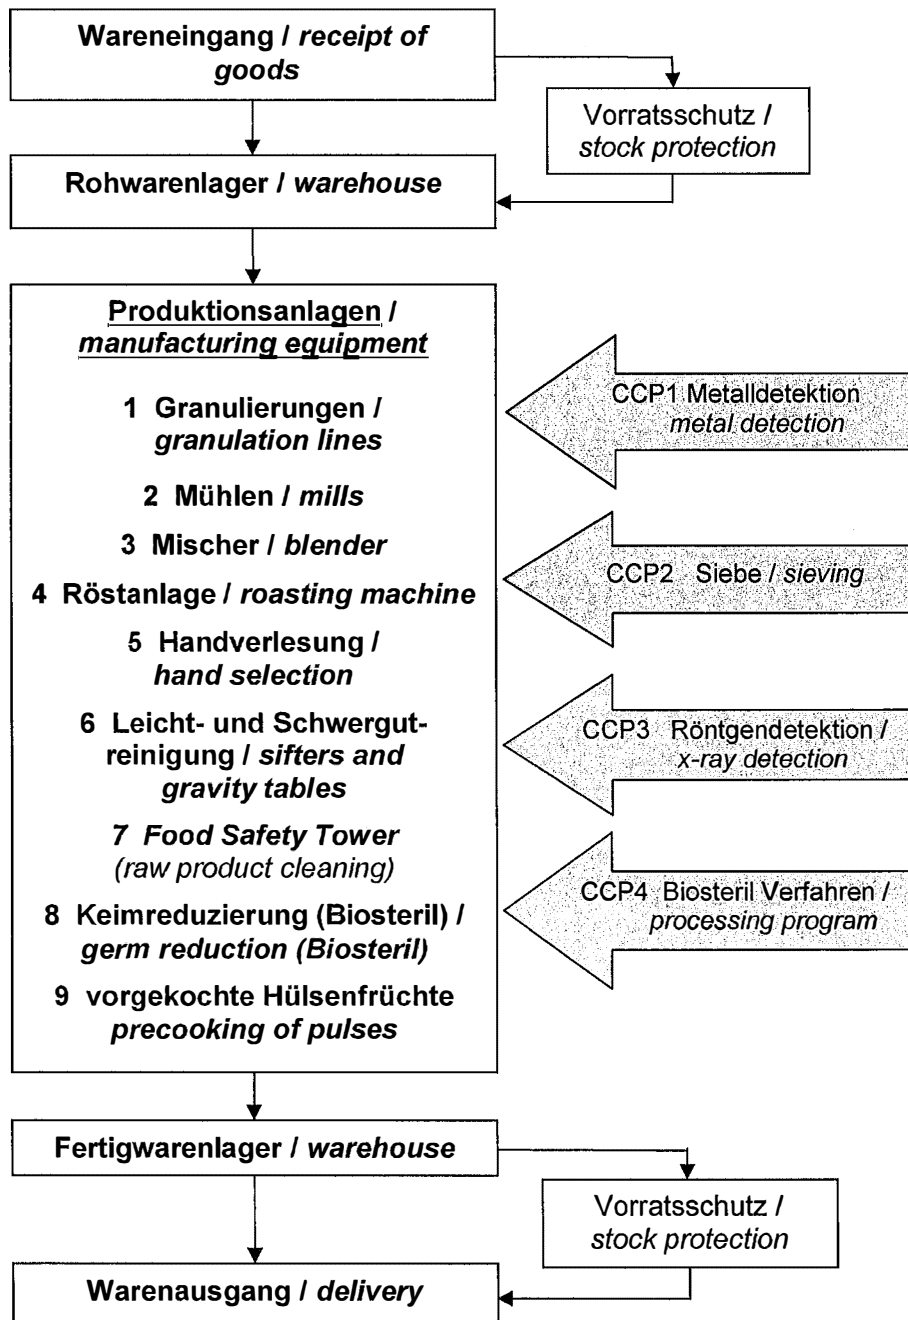 Wareneingang / receipt of
goods
Vorratsschutz /
stock protection
Rohwarenlager / warehouse
Produktionsanlagen /
manufacturing equipment
1 Granulierungen /
granulation lines
2 Mühlen / mills
3 Mischer / blender
4 Röstanlage / roasting machine
5 Handverlesung /
hand selection
6 Leicht- und Schwergut-
reinigung / sifters and
gravity tables
7 Food Safety Tower
(raw product cleaning)
8 Keimreduzierung (Biosteril) /
germ reduction (Biosteril)
9 vorgekochte Hülsenfrüchte
precooking of pulses
CCP1 Metalldetektion
metal detection
CCP2 Siebe / sieving
CCP3 Röntgendetektion /
x-ray detection
CCP4 Biosteril Verfahren /
processing program
Fertigwarenlager / warehouse
Vorratsschutz /
stock protection
Warenausgang / delivery